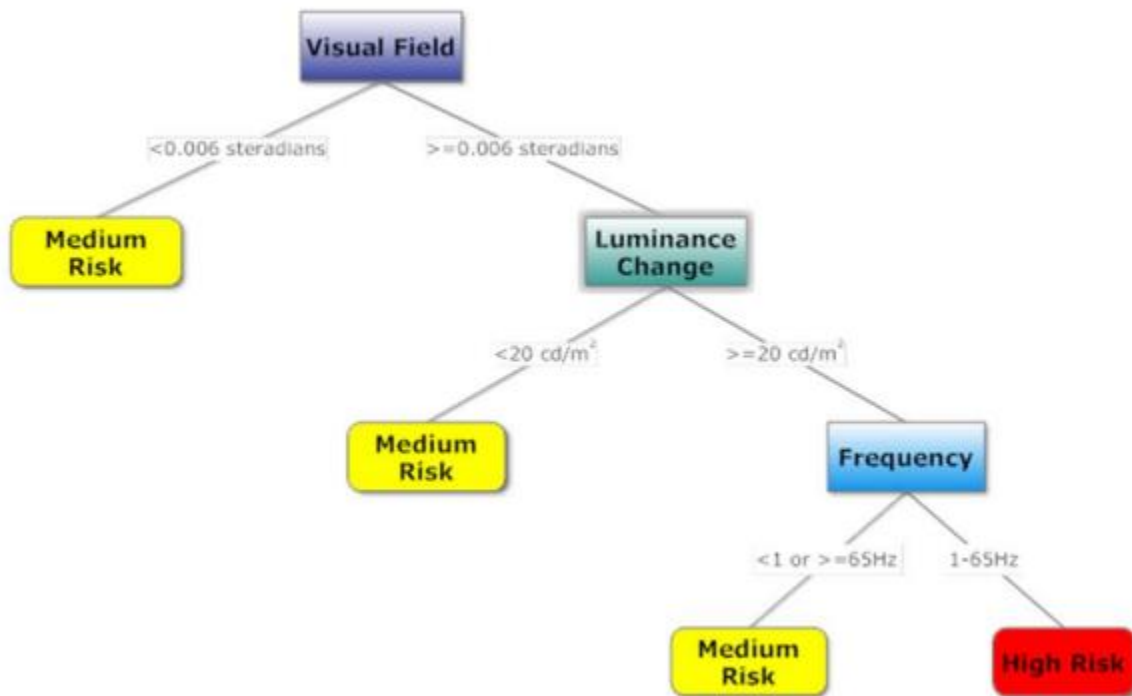 Visual Field
<0.006 steradians
>=0.006 steradians
Medium
Risk
Luminance
Change
<20 cd/m²
>=20 cd/m²
Medium
Risk
Frequency
<1 or >=65Hz
1-65Hz
Medium
Risk
High Risk